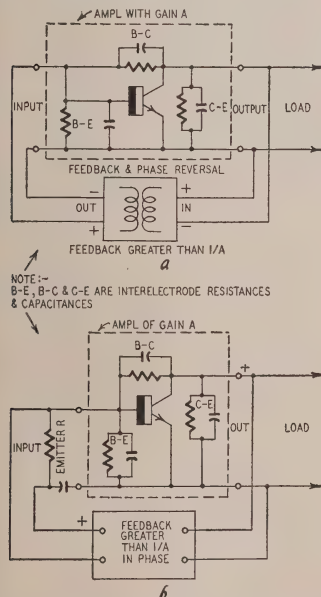 AMPL WITH GAIN A
B-C
INPUT
B-E
C-E
OUTPUT
LOAD
FEEDBACK & PHASE REVERSAL
- +
OUT IN
+ -
FEEDBACK GREATER THAN 1/A
a
NOTE:-
B-E, B-C & C-E ARE INTERELECTRODE RESISTANCES
& CAPACITANCES
AMPL OF GAIN A
B-C
+
INPUT
EMITTER R
B-E
C-E
OUT
LOAD
+
FEEDBACK
GREATER
THAN 1/A
IN PHASE
b